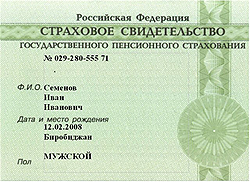 Российская Федерация
СТРАХОВОЕ СВИДЕТЕЛЬСТВО
ГОСУДАРСТВЕННОГО ПЕНСИОННОГО СТРАХОВАНИЯ
№ 029-280-555 71
Ф.И.О. Семенов
Иван
Иванович
Дата и место рождения
12.02.2008
Биробиджан
Пол МУЖСКОЙ